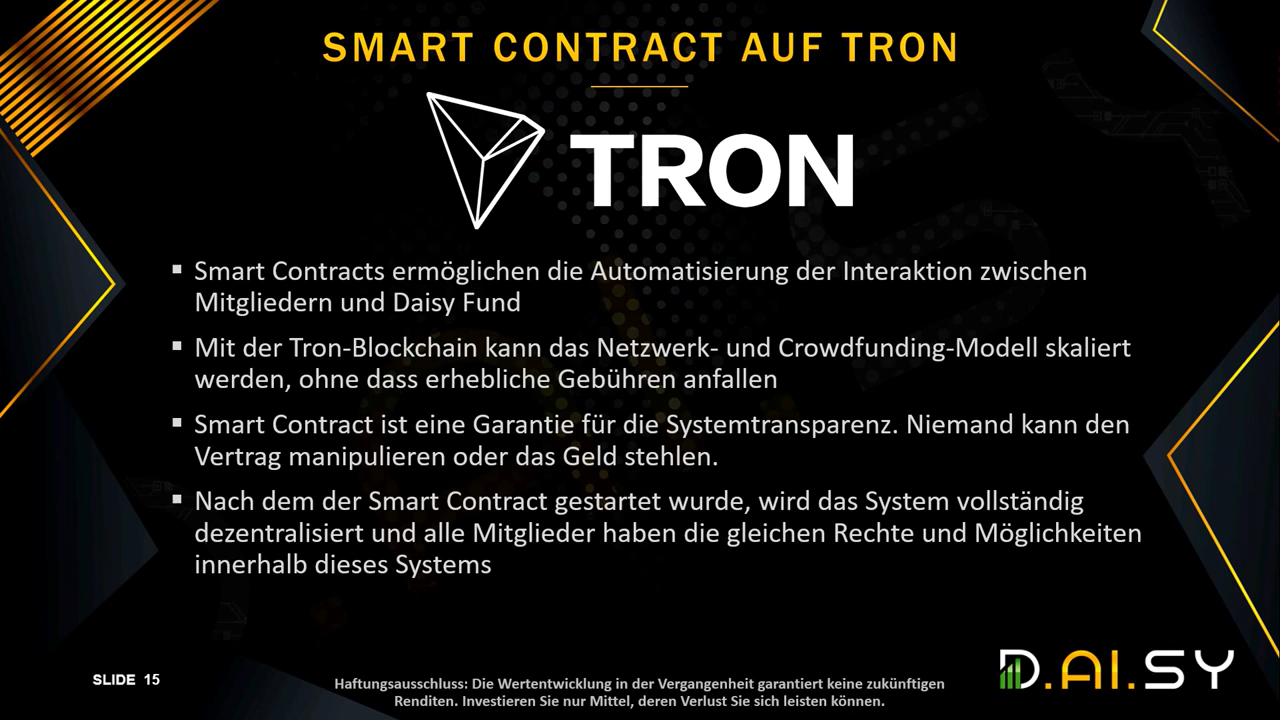 SMART CONTRACT AUF TRON
TRON
▪ Smart Contracts ermöglichen die Automatisierung der Interaktion zwischen
Mitgliedern und Daisy Fund
▪ Mit der Tron-Blockchain kann das Netzwerk- und Crowdfunding-Modell skaliert
werden, ohne dass erhebliche Gebühren anfallen
▪ Smart Contract ist eine Garantie für die Systemtransparenz. Niemand kann den
Vertrag manipulieren oder das Geld stehlen.
▪ Nach dem der Smart Contract gestartet wurde, wird das System vollständig
dezentralisiert und alle Mitglieder haben die gleichen Rechte und Möglichkeiten
innerhalb dieses Systems
SLIDE 15
Haftungsausschluss: Die Wertentwicklung in der Vergangenheit garantiert keine zukünftigen
Renditen. Investieren Sie nur Mittel, deren Verlust Sie sich leisten können.
D.AI.SY